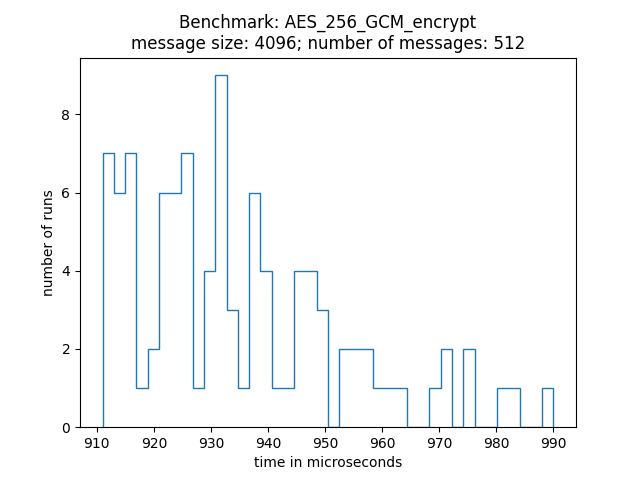 Benchmark: AES_256_GCM_encrypt
message size: 4096; number of messages: 512
number of runs
8
6
4
2
0
910 920 930 940 950 960 970 980 990
time in microseconds